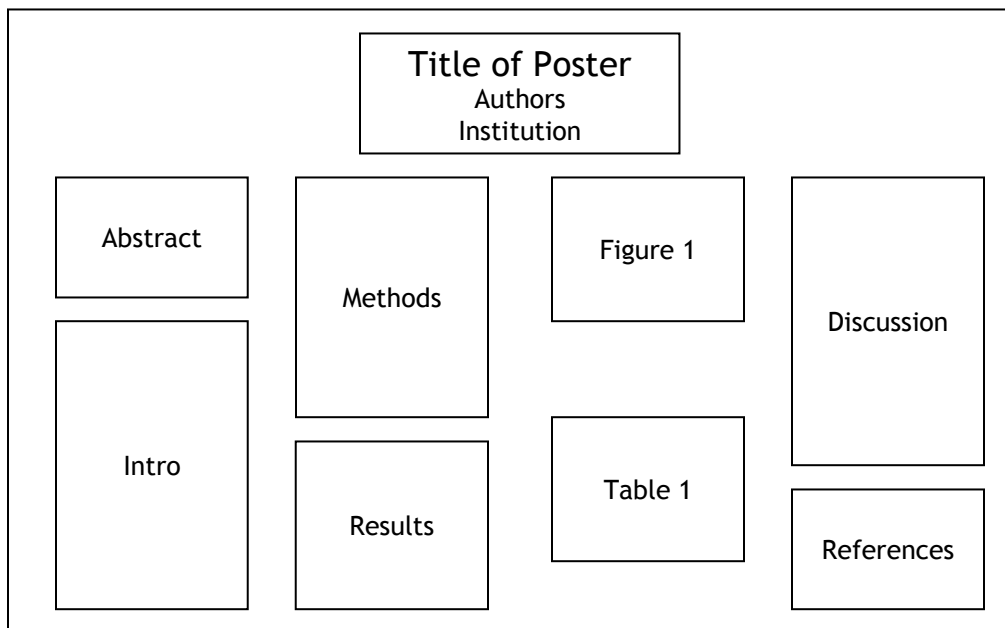 Title of Poster
Authors
Institution
Abstract
Intro
Methods
Results
Figure 1
Table 1
Discussion
References